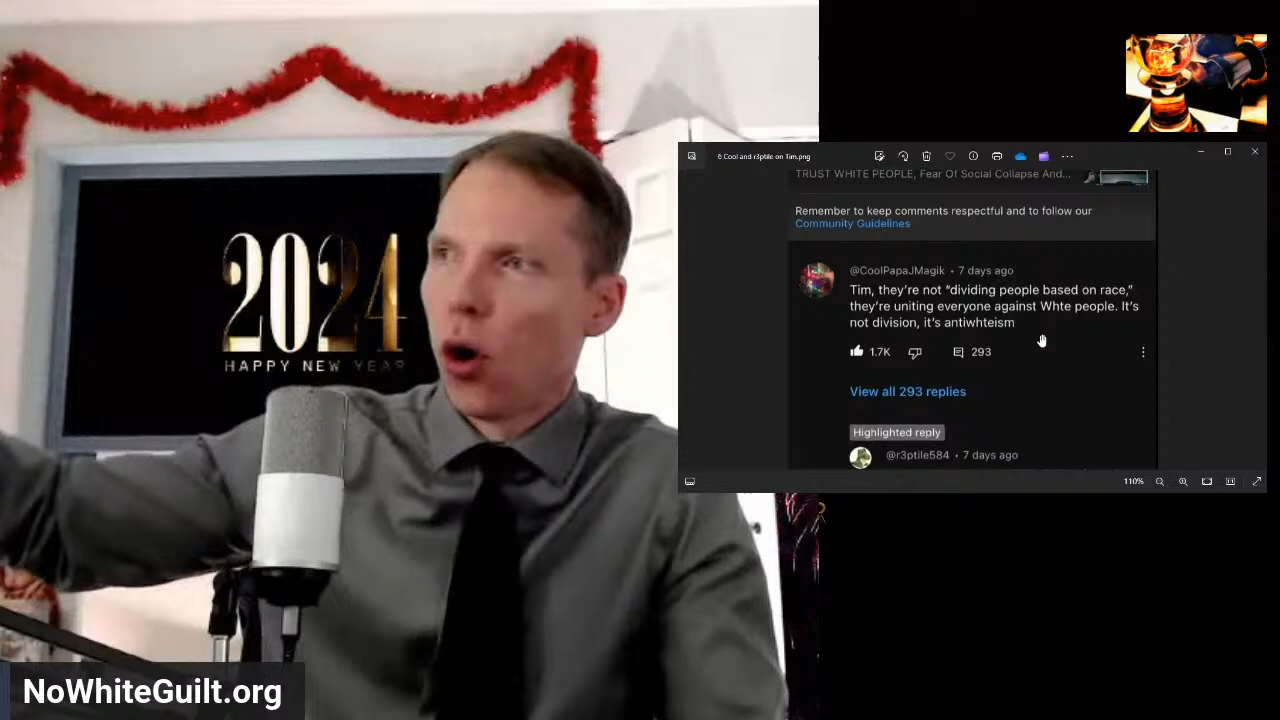 2024
HAPPY NEW YEAR
NoWhiteGuilt.org
6 Cool and r3ptile on Tim.png
TRUST WHITE PEOPLE, Fear Of Social Collapse And...
Remember to keep comments respectful and to follow our
Community Guidelines
@CoolPapaJMagik • 7 days ago
Tim, they're not “dividing people based on race,”
they're uniting everyone against Whte people. It's
not division, it's antiwhteism
1.7K 293
View all 293 replies
Highlighted reply
@r3ptile584 • 7 days ago
110%